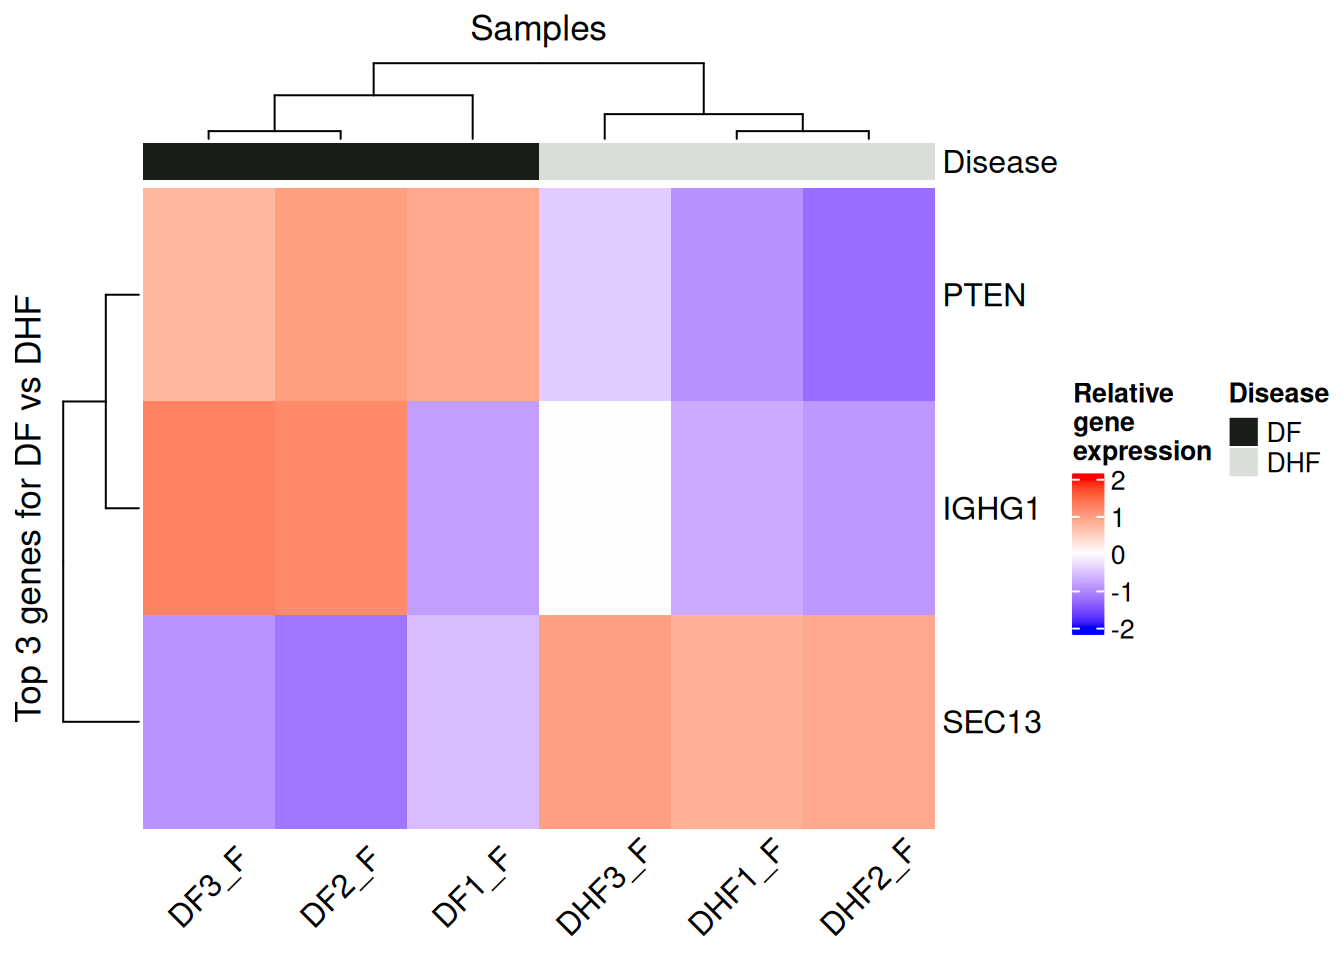 Samples
Disease
Top 3 genes for DF vs DHF
PTEN
IGHG1
SEC13
DF3_F
DF2_F
DF1_F
DHF3_F
DHF1_F
DHF2_F
Relative
gene
expression
2
1
0
-1
-2
Disease
DF
DHF